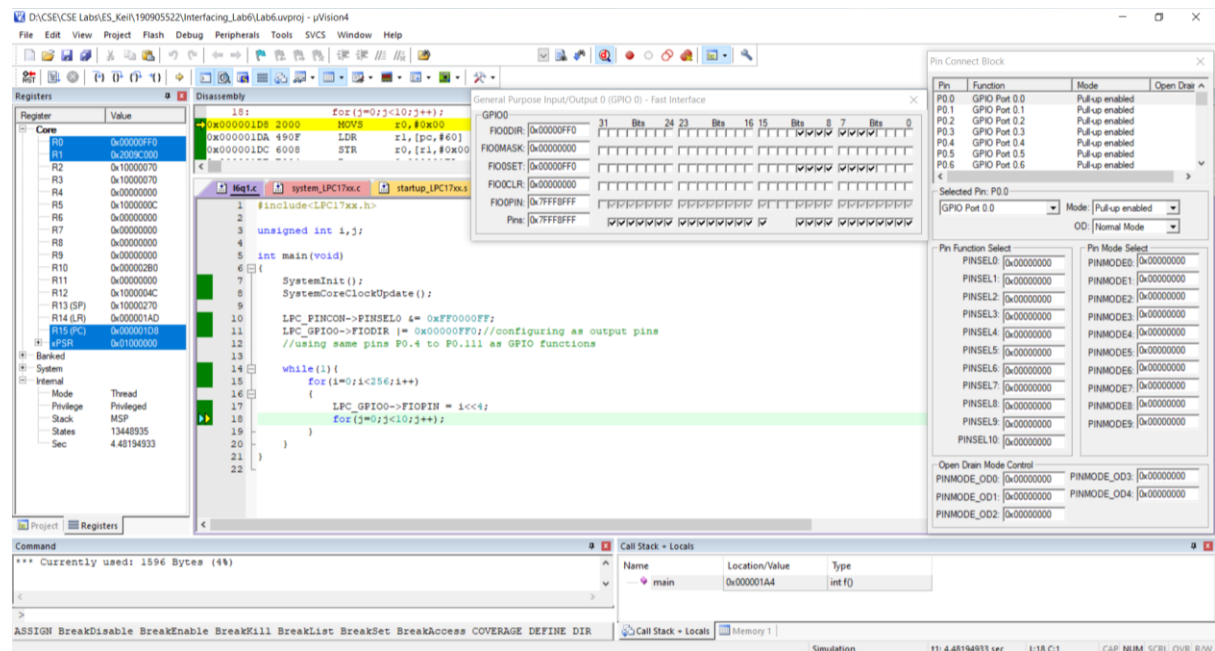 D:\CSE\CSE Labs\ES_Keil\190905522\Interfacing_Lab6\Lab6.uvproj - µVision4
File Edit View Project Flash Debug Peripherals Tools SVCS Window Help
Registers
Register Value
Core
R0 0x00000FF0
R1 0x2009C000
R2 0x10000070
R3 0x10000070
R4 0x00000000
R5 0x1000000C
R6 0x00000000
R7 0x00000000
R8 0x00000000
R9 0x00000000
R10 0x000002B0
R11 0x00000000
R12 0x1000004C
R13 (SP) 0x10000270
R14 (LR) 0x000001AD
R15 (PC) 0x000001D8
xPSR 0x01000000
Banked
System
Internal
Mode Thread
Privilege Privileged
Stack MSP
States 13448935
Sec 4.48194933
Project Registers
Disassembly
18: for(j=0;j<10;j++);
0x000001D8 2000 MOVS r0,#0x00
0x000001DA 490F LDR r1,[pc,#60]
0x000001DC 6008 STR r0,[r1,#0x00
l6q1.c system_LPC17xx.c startup_LPC17xx.s
1 #include<LPC17xx.h>
2
3 unsigned int i,j;
4
5 int main(void)
6 {
7 SystemInit();
8 SystemCoreClockUpdate();
9
10 LPC_PINCON->PINSEL0 &= 0xFF0000FF;
11 LPC_GPIO0->FIODIR |= 0x00000FF0;//configuring as output pins
12 //using same pins P0.4 to P0.111 as GPIO functions
13
14 while(1){
15 for(i=0;i<256;i++)
16 {
17 LPC_GPIO0->FIOPIN = i<<4;
18 for(j=0;j<10;j++);
19 }
20 }
21 }
22
General Purpose Input/Output 0 (GPIO 0) - Fast Interface
GPIO0
31 Bits 24 23 Bits 16 15 Bits 8 7 Bits 0
FIO0DIR: 0x00000FF0
FIO0MASK: 0x00000000
FIO0SET: 0x00000FF0
FIO0CLR: 0x00000000
FIO0PIN: 0x7FFF8FFF
Pins: 0x7FFF8FFF
Pin Connect Block
Pin Function Mode Open Drair
P0.0 GPIO Port 0.0 Pull-up enabled
P0.1 GPIO Port 0.1 Pull-up enabled
P0.2 GPIO Port 0.2 Pull-up enabled
P0.3 GPIO Port 0.3 Pull-up enabled
P0.4 GPIO Port 0.4 Pull-up enabled
P0.5 GPIO Port 0.5 Pull-up enabled
P0.6 GPIO Port 0.6 Pull-up enabled
Selected Pin: P0.0
GPIO Port 0.0 Mode: Pull-up enabled
OD: Normal Mode
Pin Function Select
PINSEL0: 0x00000000
PINSEL1: 0x00000000
PINSEL2: 0x00000000
PINSEL3: 0x00000000
PINSEL4: 0x00000000
PINSEL5: 0x00000000
PINSEL6: 0x00000000
PINSEL7: 0x00000000
PINSEL8: 0x00000000
PINSEL9: 0x00000000
PINSEL10: 0x00000000
Pin Mode Select
PINMODE0: 0x00000000
PINMODE1: 0x00000000
PINMODE2: 0x00000000
PINMODE3: 0x00000000
PINMODE4: 0x00000000
PINMODE5: 0x00000000
PINMODE6: 0x00000000
PINMODE7: 0x00000000
PINMODE8: 0x00000000
PINMODE9: 0x00000000
Open Drain Mode Control
PINMODE_OD0: 0x00000000 PINMODE_OD3: 0x00000000
PINMODE_OD1: 0x00000000 PINMODE_OD4: 0x00000000
PINMODE_OD2: 0x00000000
Command
*** Currently used: 1596 Bytes (4%)
>
ASSIGN BreakDisable BreakEnable BreakKill BreakList BreakSet BreakAccess COVERAGE DEFINE DIR
Call Stack + Locals
Name Location/Value Type
main 0x000001A4 int f()
Call Stack + Locals Memory 1
Simulation t1: 4.48194933 sec L:18 C:1 CAP NUM SCRL OVR R/W